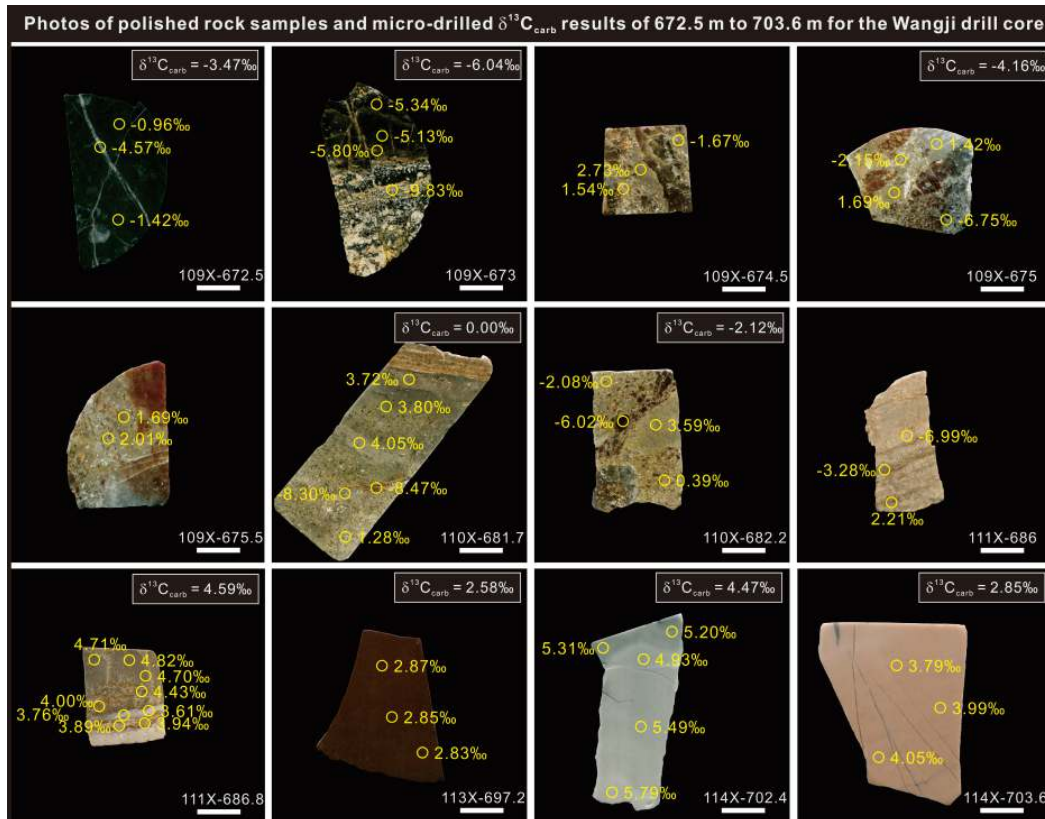 Photos of polished rock samples and micro-drilled δ¹³Ccarb results of 672.5 m to 703.6 m for the Wangji drill core
δ¹³Ccarb = -3.47‰
-0.96‰
-4.57‰
-1.42‰
109X-672.5
δ¹³Ccarb = -6.04‰
-5.34‰
-5.13‰
-5.80‰
-9.83‰
109X-673
-1.67‰
2.73‰
1.54‰
109X-674.5
δ¹³Ccarb = -4.16‰
1.42‰
-2.15‰
1.69‰
-6.75‰
109X-675
1.69‰
2.01‰
109X-675.5
δ¹³Ccarb = 0.00‰
3.72‰
3.80‰
4.05‰
-8.30‰
-8.47‰
1.28‰
110X-681.7
δ¹³Ccarb = -2.12‰
-2.08‰
-6.02‰
3.59‰
0.39‰
110X-682.2
-6.99‰
-3.28‰
2.21‰
111X-686
δ¹³Ccarb = 4.59‰
4.71‰
4.82‰
4.70‰
4.43‰
4.00‰
3.61‰
3.76‰
3.94‰
3.89‰
111X-686.8
δ¹³Ccarb = 2.58‰
2.87‰
2.85‰
2.83‰
113X-697.2
δ¹³Ccarb = 4.47‰
5.20‰
5.31‰
4.93‰
5.49‰
5.79‰
114X-702.4
δ¹³Ccarb = 2.85‰
3.79‰
3.99‰
4.05‰
114X-703.6